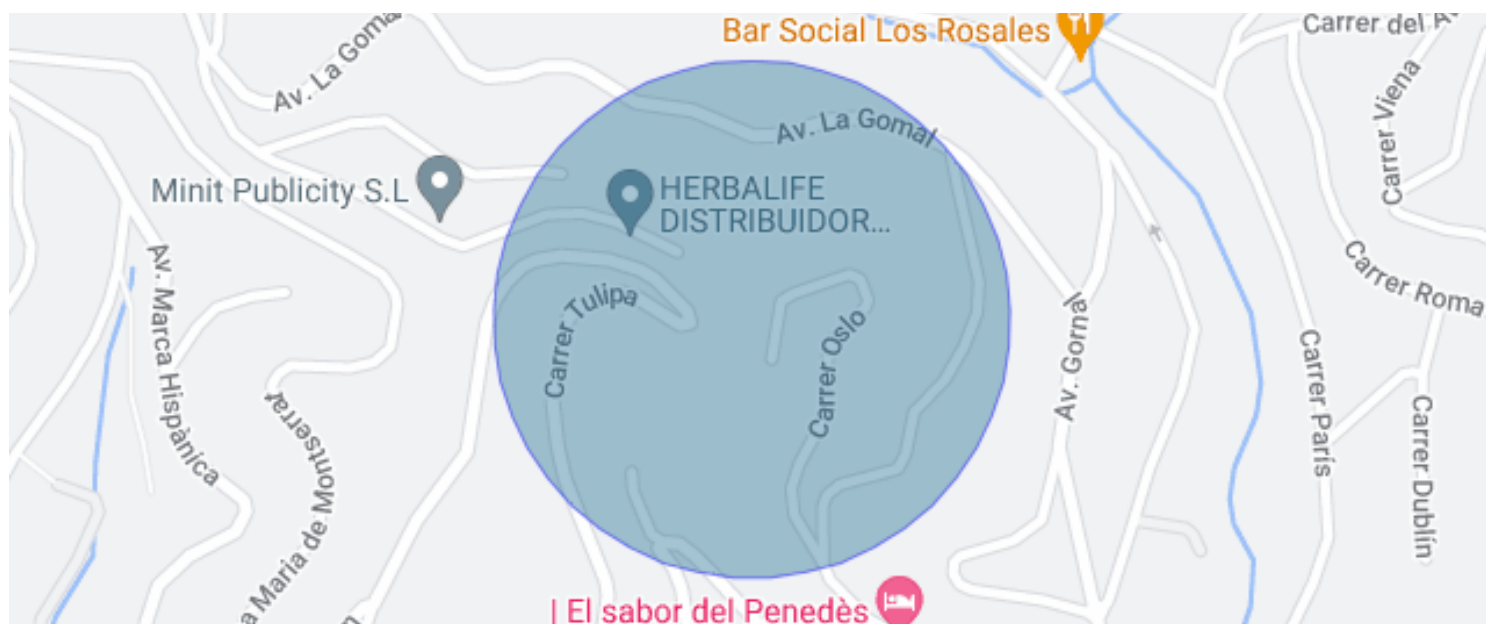 Bar Social Los Rosales
Carrer del A
Av. La Gomal
Av. La Gomal
Carrer Viena
Minit Publicity S.L
HERBALIFE
DISTRIBUIDOR...
Av. Marca Hispànica
Carrer Tulipa
Carrer Oslo
Av. Gornal
Carrer Roma
Carrer París
Carrer Dublín
a Maria de Montserrat
| El sabor del Penedès